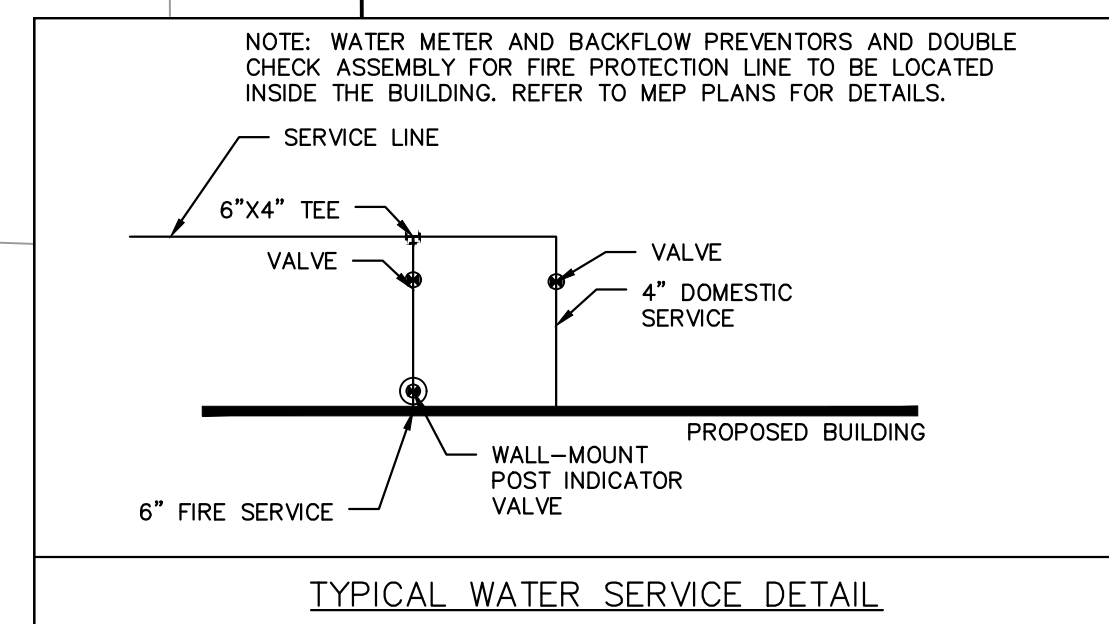 NOTE: WATER METER AND BACKFLOW PREVENTORS AND DOUBLE
CHECK ASSEMBLY FOR FIRE PROTECTION LINE TO BE LOCATED
INSIDE THE BUILDING. REFER TO MEP PLANS FOR DETAILS.
SERVICE LINE
6"X4" TEE
VALVE
VALVE
4" DOMESTIC
SERVICE
PROPOSED BUILDING
WALL-MOUNT
POST INDICATOR
VALVE
6" FIRE SERVICE
TYPICAL WATER SERVICE DETAIL